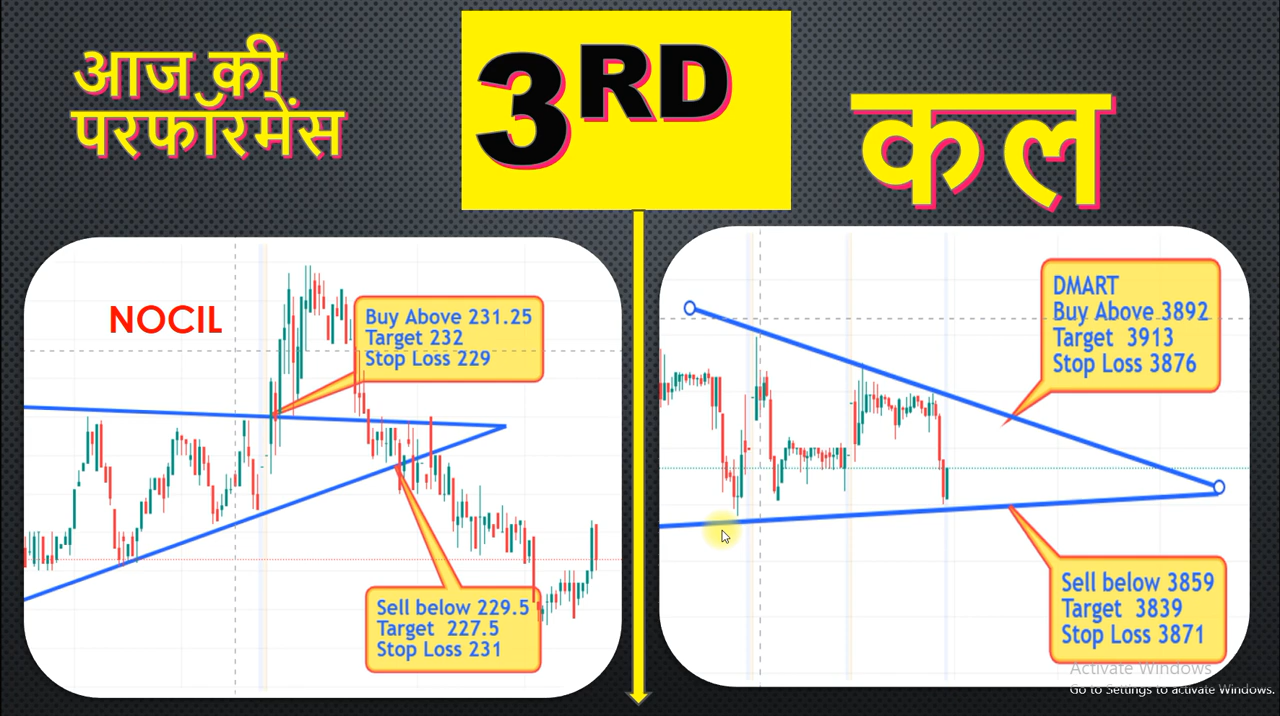 आज की
परफॉरमेंस
3RD
कल
NOCIL
Buy Above 231.25
Target 232
Stop Loss 229
Sell below 229.5
Target 227.5
Stop Loss 231
DMART
Buy Above 3892
Target 3913
Stop Loss 3876
Sell below 3859
Target 3839
Stop Loss 3871
Activate Windows
Go to Settings to activate Windows.